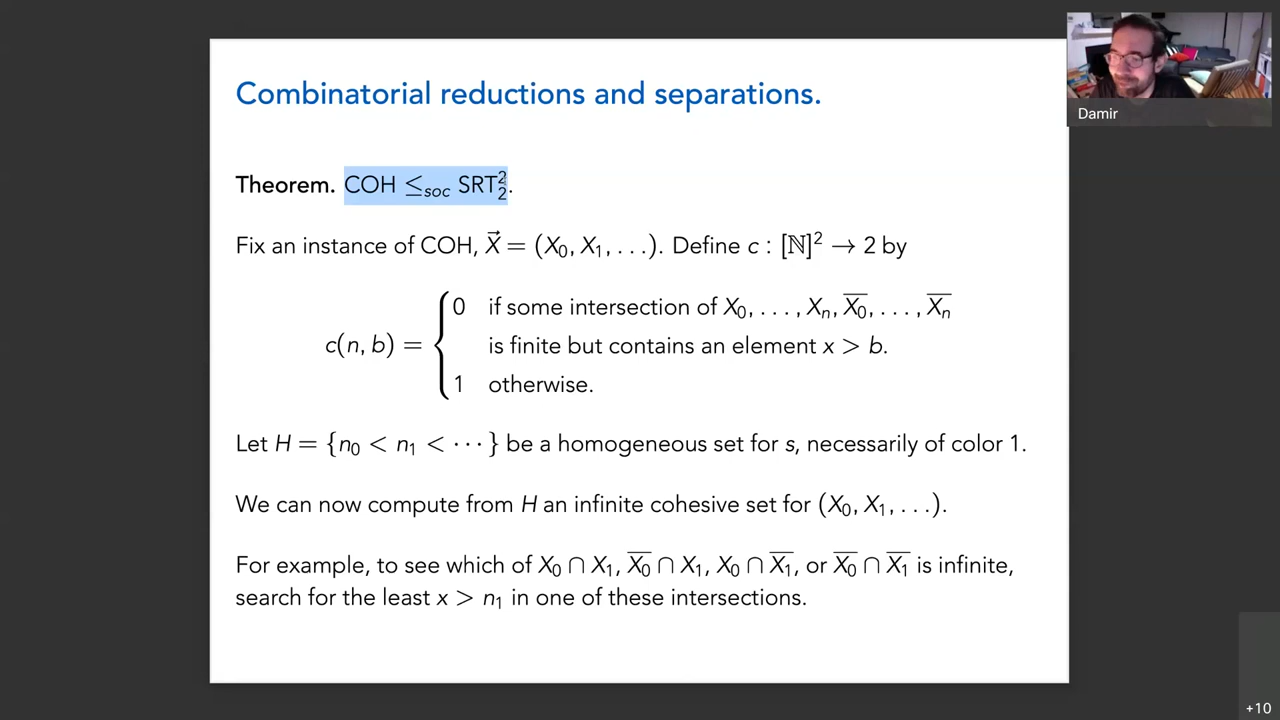 Combinatorial reductions and separations.
Damir
Theorem. COH ≤soc SRT²₂.
Fix an instance of COH, X⃗ = (X₀, X₁, . . .). Define c : [ℕ]² → 2 by
c(n, b) = { 0 if some intersection of X₀, . . . , Xₙ, X̅₀, . . . , X̅ₙ
is finite but contains an element x > b.
1 otherwise.
Let H = {n₀ < n₁ < · · · } be a homogeneous set for s, necessarily of color 1.
We can now compute from H an infinite cohesive set for (X₀, X₁, . . .).
For example, to see which of X₀ ∩ X₁, X̅₀ ∩ X₁, X₀ ∩ X̅₁, or X̅₀ ∩ X̅₁ is infinite,
search for the least x > n₁ in one of these intersections.
+10